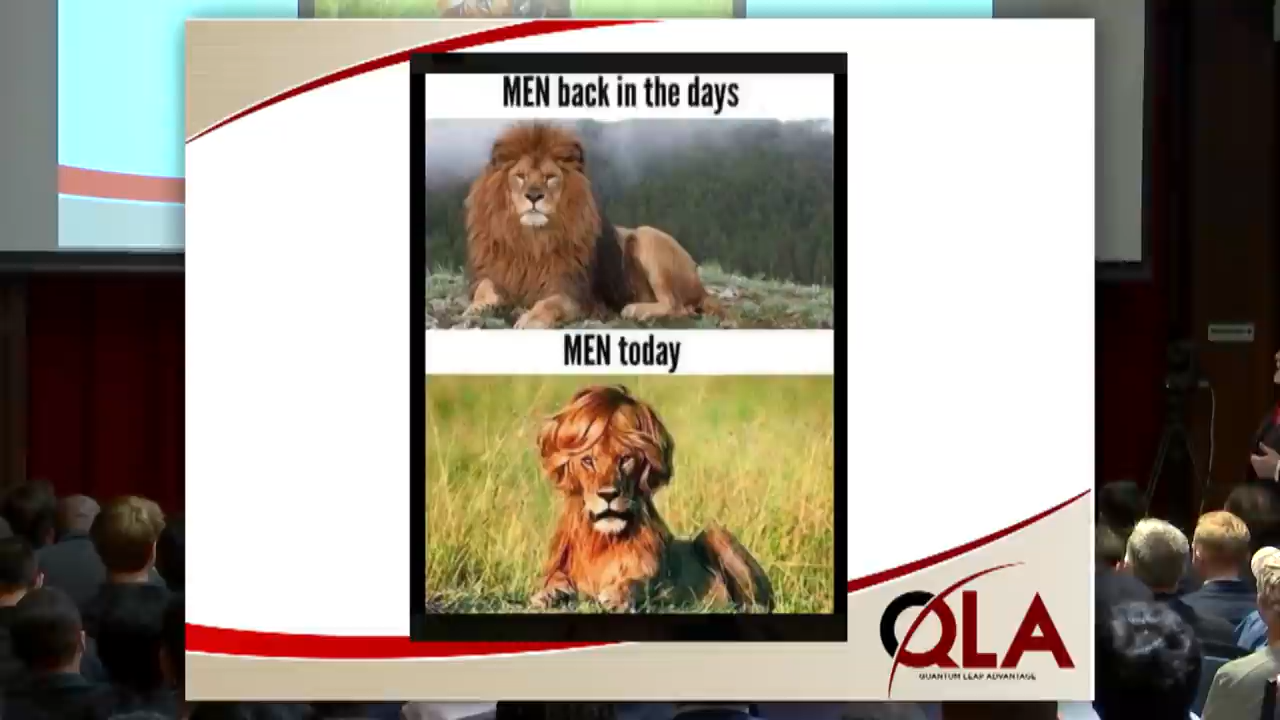 MEN back in the days
MEN today
QLA
QUANTUM LEAP ADVANTAGE